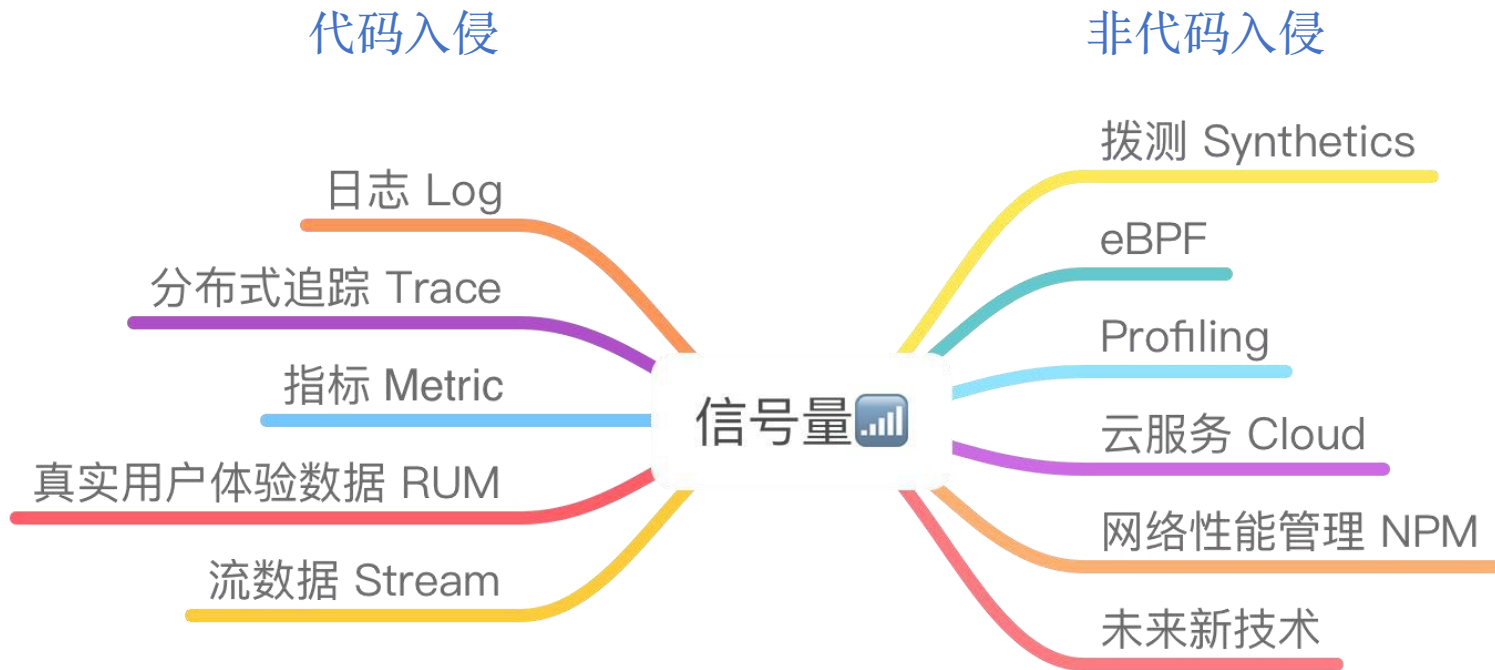 代码入侵
非代码入侵
日志 Log
分布式追踪 Trace
指标 Metric
真实用户体验数据 RUM
流数据 Stream
信号量
拨测 Synthetics
eBPF
Profiling
云服务 Cloud
网络性能管理 NPM
未来新技术